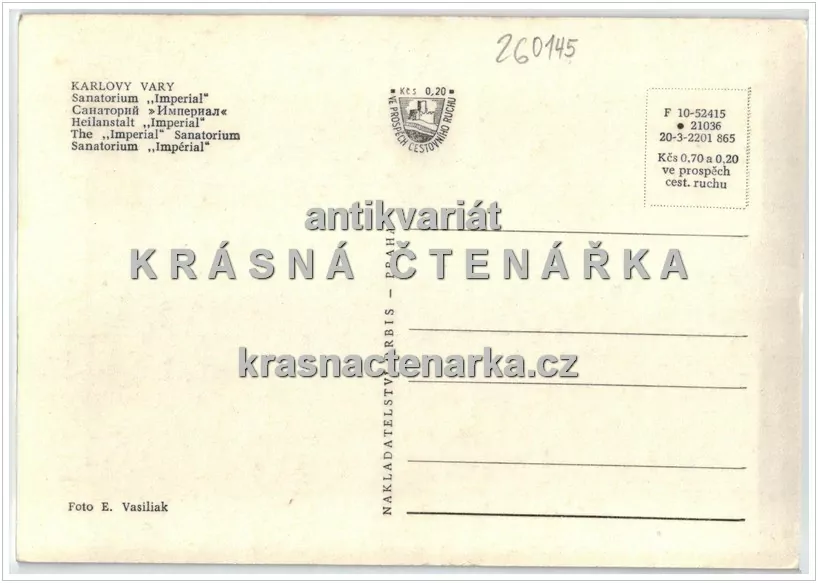 260145
KARLOVY VARY
Sanatorium „Imperial“
Санаторий »Империал«
Heilanstalt „Imperial“
The „Imperial“ Sanatorium
Sanatorium „Impérial“
Kčs 0,20
VE PROSPĚCH CESTOVNÍHO RUCHU
F 10-52415
● 21036
20-3-2201 865
Kčs 0,70 a 0,20
ve prospěch
cest. ruchu
antikvariát
KRÁSNÁ ČTENÁŘKA
krasnactenarka.cz
NAKLADATELSTVÍ ORBIS — PRAHA
Foto E. Vasiliak